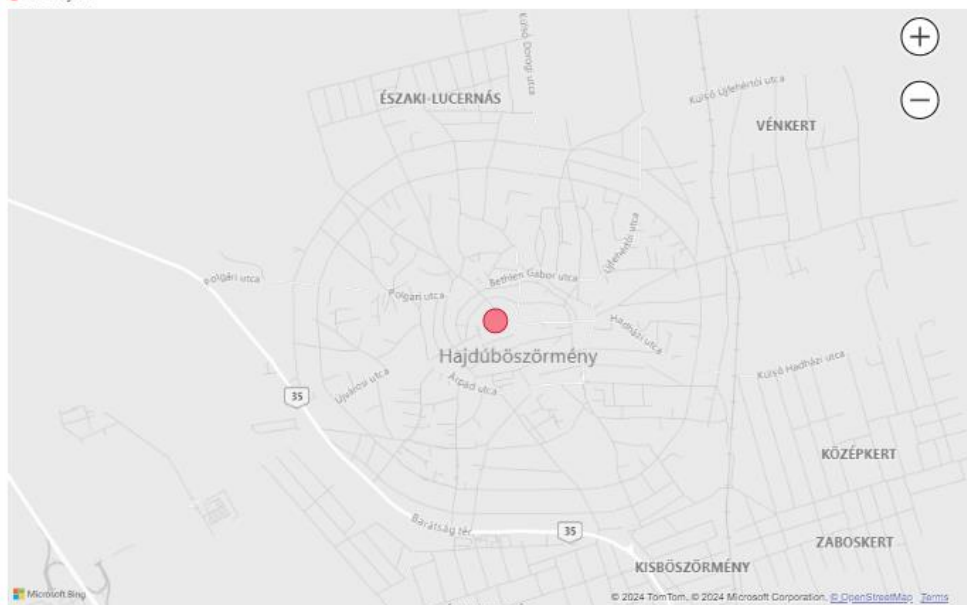 Külső Dorogi utca
ÉSZAKI-LUCERNÁS
Külső Újfehértói utca
VÉNKERT
Újfehértói utca
Polgári utca
Bethlen Gábor utca
Polgári utca
Hadházi utca
Hajdúböszörmény
Külső Hadházi utca
Újvárosi utca
Árpád utca
35
KÖZÉPKERT
Barátság tér
35
ZABOSKERT
KISBÖSZÖRMÉNY
Microsoft Bing
© 2024 TomTom, © 2024 Microsoft Corporation, © OpenStreetMap Terms